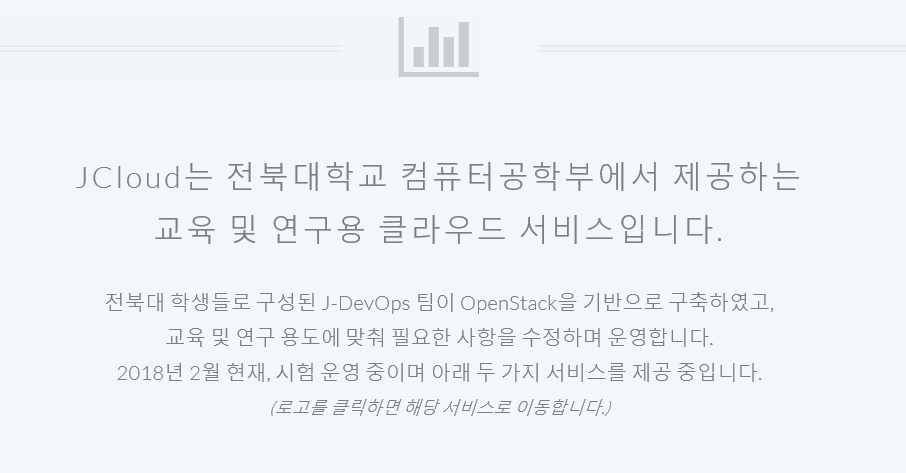 JCloud는 전북대학교 컴퓨터공학부에서 제공하는
교육 및 연구용 클라우드 서비스입니다.
전북대 학생들로 구성된 J-DevOps 팀이 OpenStack을 기반으로 구축하였고,
교육 및 연구 용도에 맞춰 필요한 사항을 수정하며 운영합니다.
2018년 2월 현재, 시험 운영 중이며 아래 두 가지 서비스를 제공 중입니다.
(로고를 클릭하면 해당 서비스로 이동합니다.)